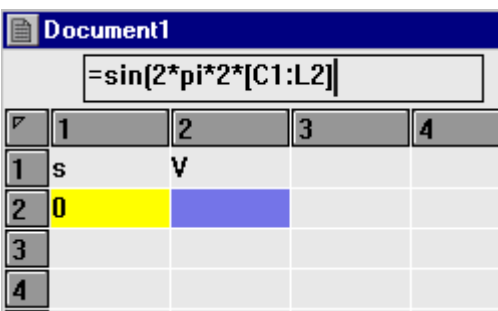 Document1
=sin(2*pi*2*[C1:L2]
1 2 3 4
1 s V
2 0
3
4